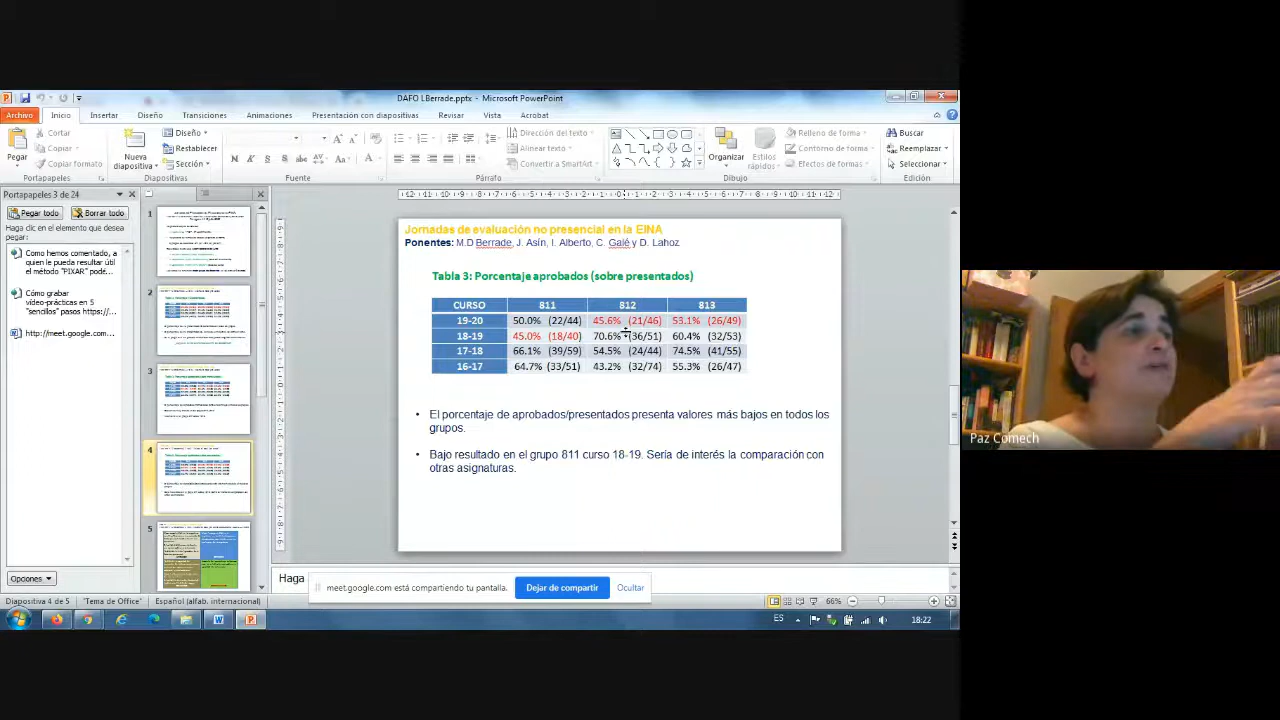 DAFO LBerrade.pptx - Microsoft PowerPoint
Archivo Inicio Insertar Diseño Transiciones Animaciones Presentación con diapositivas Revisar Vista Acrobat
Pegar
Cortar
Copiar
Copiar formato
Portapapeles
Nueva diapositiva
Diseño
Restablecer
Sección
Diapositivas
N K S S abc AV Aa A
Fuente
Dirección del texto
Alinear texto
Convertir a SmartArt
Párrafo
Organizar
Estilos rápidos
Relleno de forma
Contorno de forma
Efectos de formas
Dibujo
Buscar
Reemplazar
Seleccionar
Edición
Portapapeles 3 de 24
Pegar todo Borrar todo
Haga clic en el elemento que desea
pegar:
Como hemos comentado, a
quien le pueda resultar útil
el método "PIXAR" podé...
Cómo grabar
vídeo-prácticas en 5
"sencillos" pasos https:/...
http://meet.google.com...
Opciones
1
2
3
4
5
Jornadas de evaluación no presencial en la EINA
Ponentes: M.D Berrade, J. Asín, I. Alberto, C. y D. Lahoz
Tabla 3: Porcentaje aprobados (sobre presentados)
CURSO 811 812 813
19-20 50.0% (22/44) 45.6% (21/46) 53.1% (26/49)
18-19 45.0% (18/40) 70.6% (36/51) 60.4% (32/53)
17-18 66.1% (39/59) 54.5% (24/44) 74.5% (41/55)
16-17 64.7% (33/51) 43.2% (32/74) 55.3% (26/47)
• El porcentaje de aprobados/presentados presenta valores más bajos en todos los
grupos.
• Bajo resultado en el grupo 811 curso sería de interés la comparación con
otras asignaturas.
Haga
meet.google.com está compartiendo tu pantalla. Dejar de compartir Ocultar
Diapositiva 4 de 5 "Tema de Office" Español (alfab. internacional) 66%
ES 18:22
Paz Comech